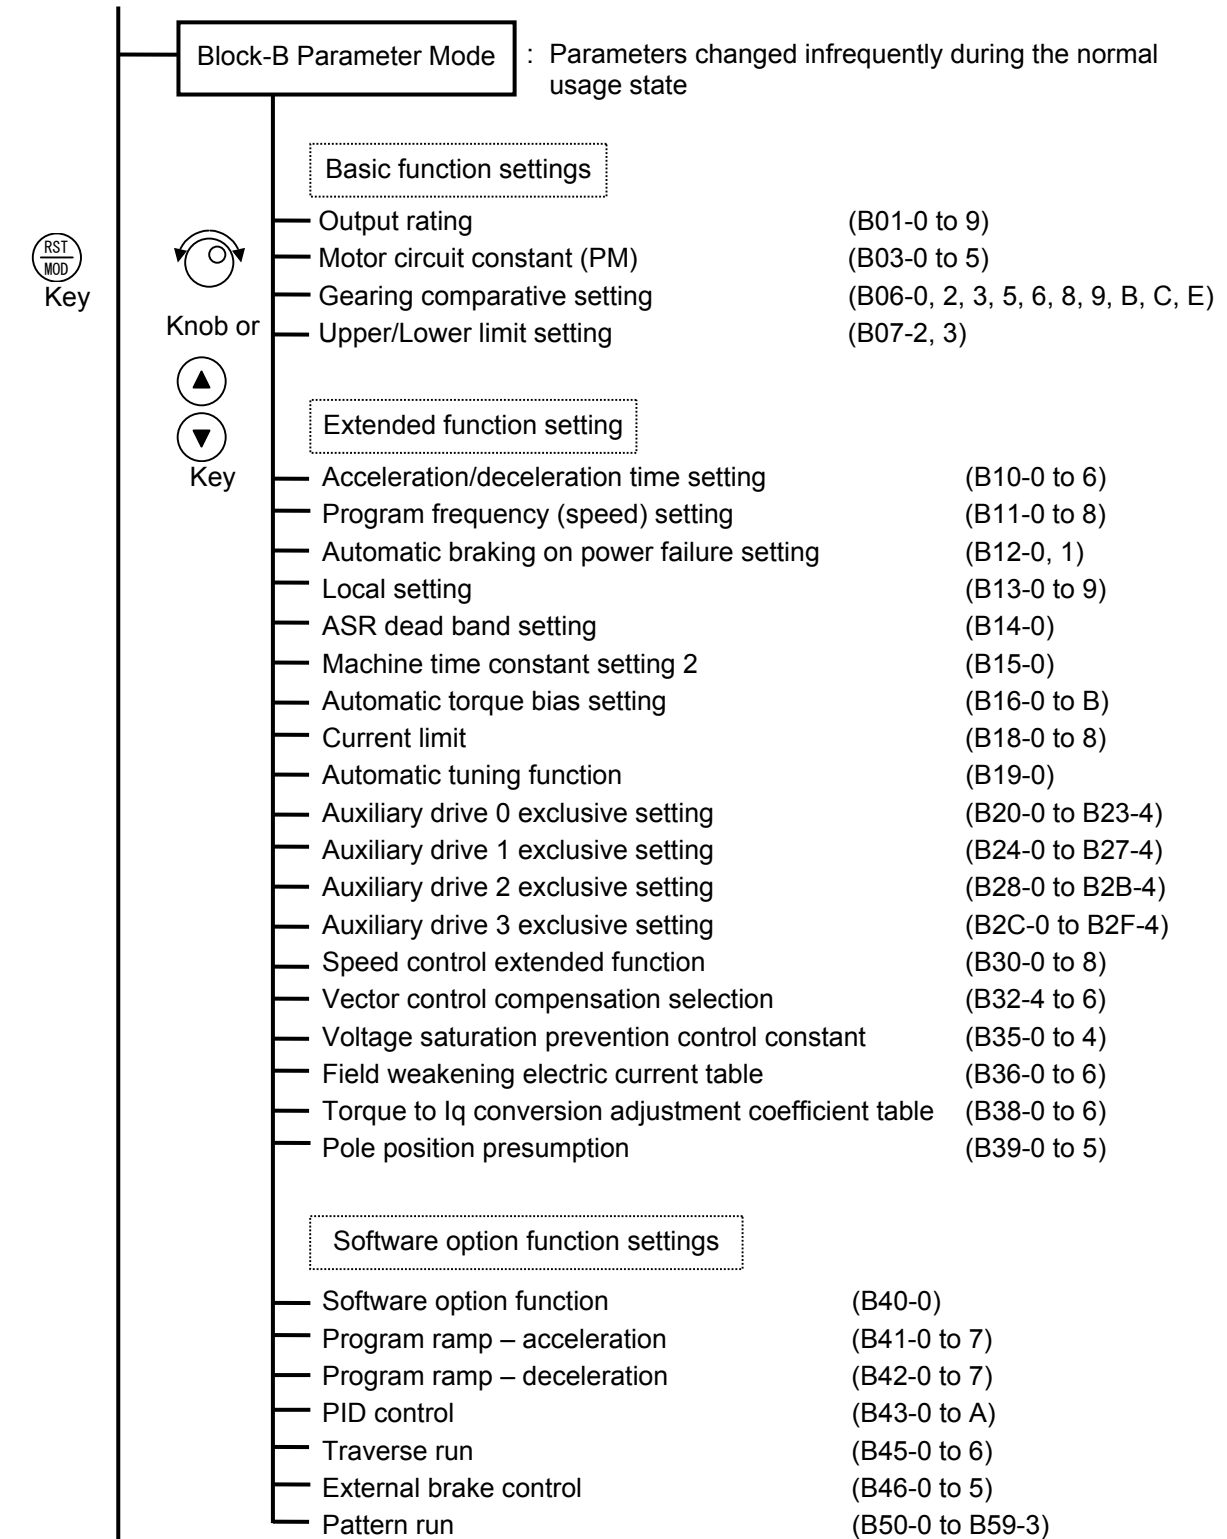 Block-B Parameter Mode : Parameters changed infrequently during the normal
usage state
Basic function settings
Output rating (B01-0 to 9)
Motor circuit constant (PM) (B03-0 to 5)
Gearing comparative setting (B06-0, 2, 3, 5, 6, 8, 9, B, C, E)
Upper/Lower limit setting (B07-2, 3)
RST
MOD
Key
Knob or
Key
Extended function setting
Acceleration/deceleration time setting (B10-0 to 6)
Program frequency (speed) setting (B11-0 to 8)
Automatic braking on power failure setting (B12-0, 1)
Local setting (B13-0 to 9)
ASR dead band setting (B14-0)
Machine time constant setting 2 (B15-0)
Automatic torque bias setting (B16-0 to B)
Current limit (B18-0 to 8)
Automatic tuning function (B19-0)
Auxiliary drive 0 exclusive setting (B20-0 to B23-4)
Auxiliary drive 1 exclusive setting (B24-0 to B27-4)
Auxiliary drive 2 exclusive setting (B28-0 to B2B-4)
Auxiliary drive 3 exclusive setting (B2C-0 to B2F-4)
Speed control extended function (B30-0 to 8)
Vector control compensation selection (B32-4 to 6)
Voltage saturation prevention control constant (B35-0 to 4)
Field weakening electric current table (B36-0 to 6)
Torque to Iq conversion adjustment coefficient table (B38-0 to 6)
Pole position presumption (B39-0 to 5)
Software option function settings
Software option function (B40-0)
Program ramp – acceleration (B41-0 to 7)
Program ramp – deceleration (B42-0 to 7)
PID control (B43-0 to A)
Traverse run (B45-0 to 6)
External brake control (B46-0 to 5)
Pattern run (B50-0 to B59-3)